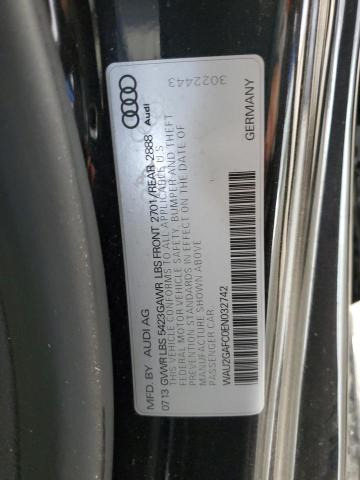 Audi
3022443
MFD. BY AUDI AG
07 13 GVWR LBS 5423 GAWR LBS FRONT 2701/REAR 2888
THIS VEHICLE CONFORMS TO ALL APPLICABLE U.S.
FEDERAL MOTOR VEHICLE SAFETY, BUMPER AND THEFT
PREVENTION STANDARDS IN EFFECT ON THE DATE OF
MANUFACTURE SHOWN ABOVE
PASSENGER CAR
WAU2GAFC0EN032742
GERMANY